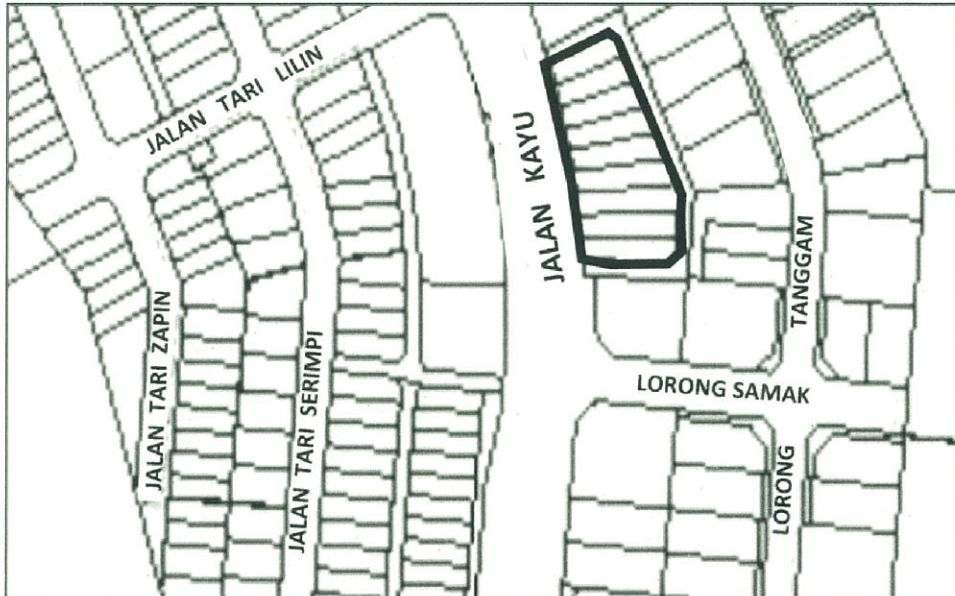 JALAN TARI LILIN
JALAN KAYU
TANGGAM
JALAN TARI ZAPIN
JALAN TARI SERIMPI
LORONG SAMAK
LORONG